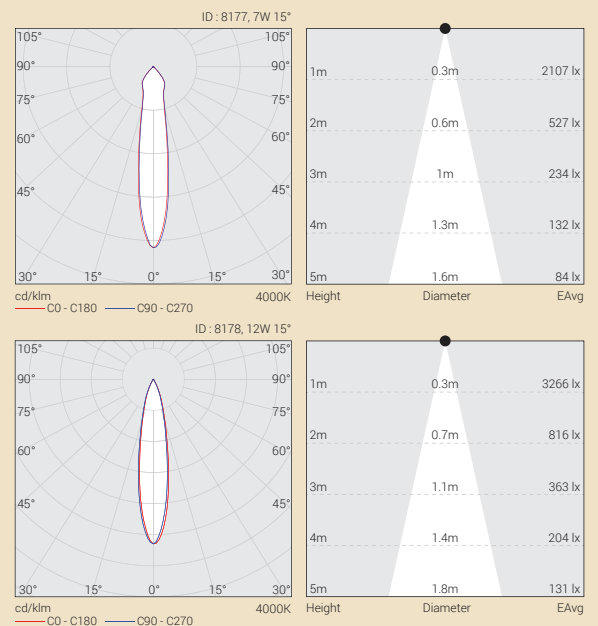 ID : 8177, 7W 15°
105° 105°
90° 90°
75° 75°
60° 60°
45° 45°
30° 15° 0° 15° 30°
cd/klm 4000K
C0 - C180 C90 - C270
1m 0.3m 2107 lx
2m 0.6m 527 lx
3m 1m 234 lx
4m 1.3m 132 lx
5m 1.6m 84 lx
Height Diameter EAvg
ID : 8178, 12W 15°
105° 105°
90° 90°
75° 75°
60° 60°
45° 45°
30° 15° 0° 15° 30°
cd/klm 4000K
C0 - C180 C90 - C270
1m 0.3m 3266 lx
2m 0.7m 816 lx
3m 1.1m 363 lx
4m 1.4m 204 lx
5m 1.8m 131 lx
Height Diameter EAvg